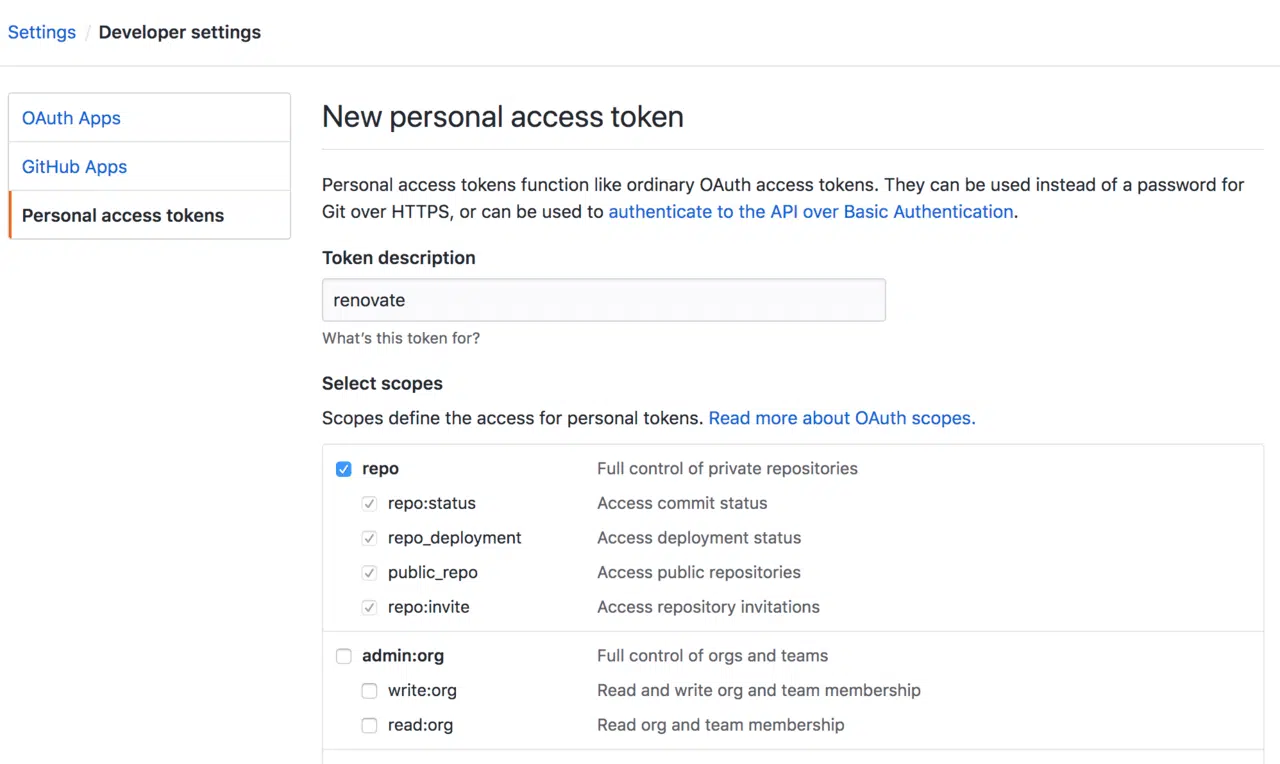 Settings / Developer settings
OAuth Apps
GitHub Apps
Personal access tokens
New personal access token
Personal access tokens function like ordinary OAuth access tokens. They can be used instead of a password for
Git over HTTPS, or can be used to authenticate to the API over Basic Authentication.
Token description
renovate
What's this token for?
Select scopes
Scopes define the access for personal tokens. Read more about OAuth scopes.
repo Full control of private repositories
repo:status Access commit status
repo_deployment Access deployment status
public_repo Access public repositories
repo:invite Access repository invitations
admin:org Full control of orgs and teams
write:org Read and write org and team membership
read:org Read org and team membership